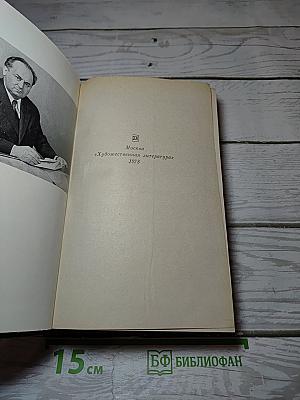 Москва
«Художественная литература»
1978
15 см
БФ БИБЛИОФАН